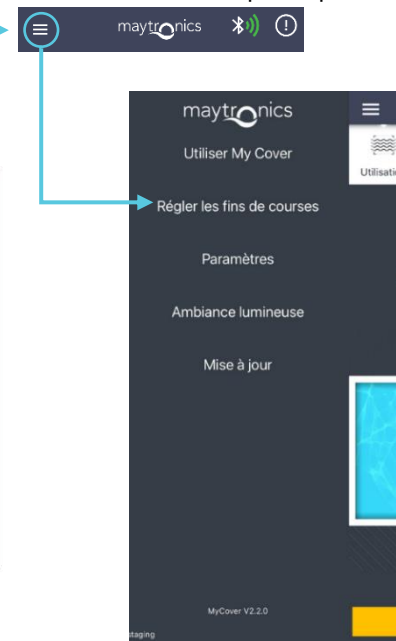 maytronics
maytronics
Utiliser My Cover
Régler les fins de courses
Paramètres
Ambiance lumineuse
Mise à jour
MyCover V2.2.0